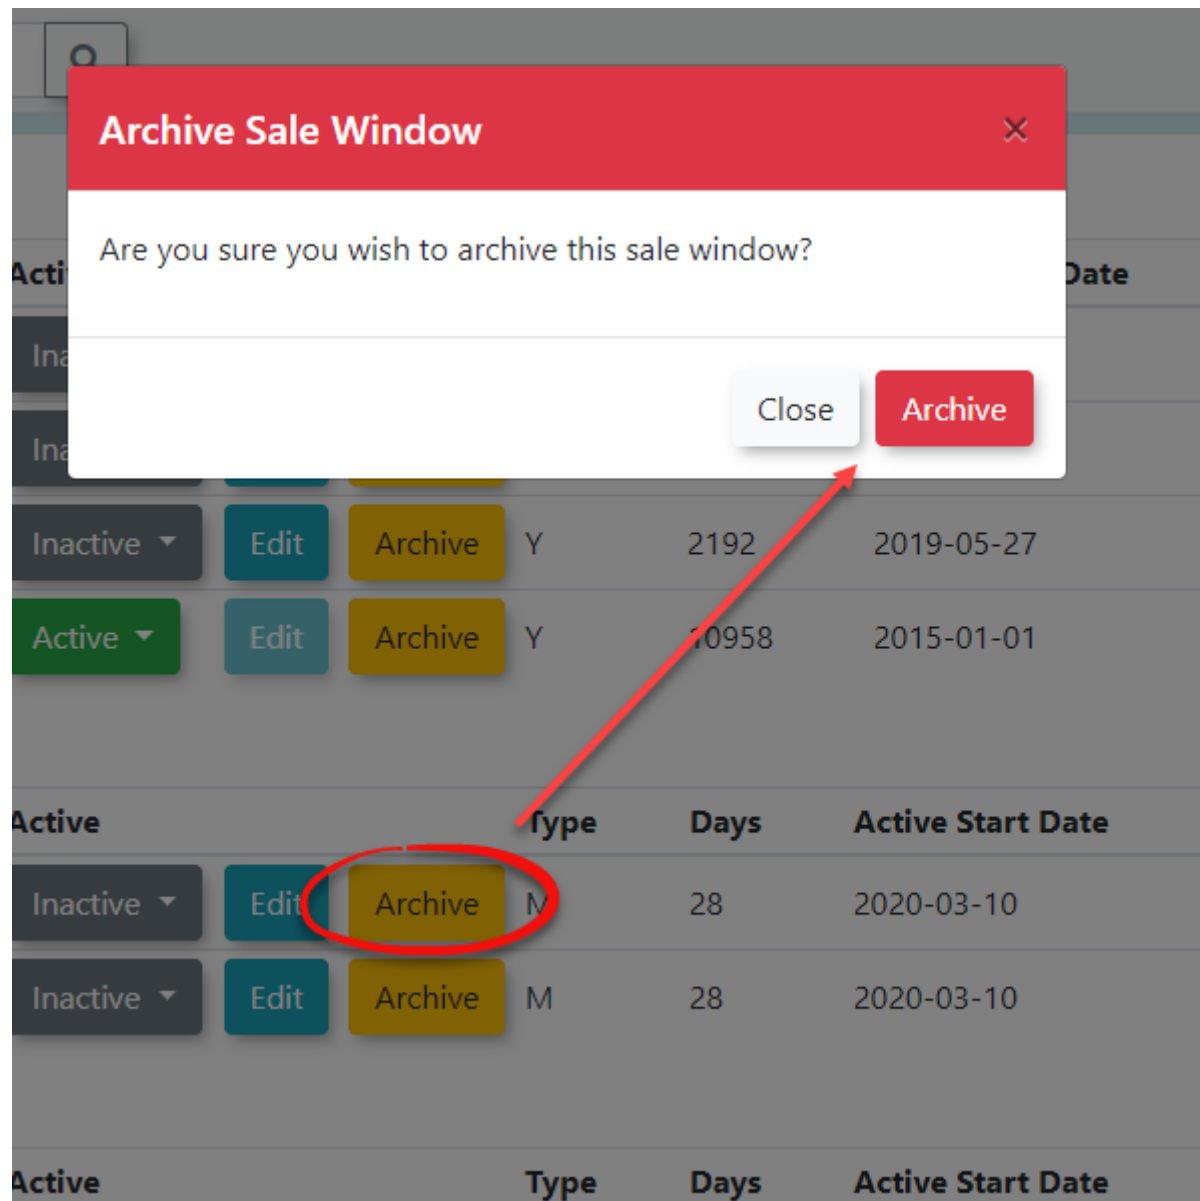 Archive Sale Window ×
Are you sure you wish to archive this sale window?
Close Archive
Inactive Edit Archive Y 2192 2019-05-27
Active Edit Archive Y 10958 2015-01-01
Active Type Days Active Start Date
Inactive Edit Archive M 28 2020-03-10
Inactive Edit Archive M 28 2020-03-10
Active Type Days Active Start Date